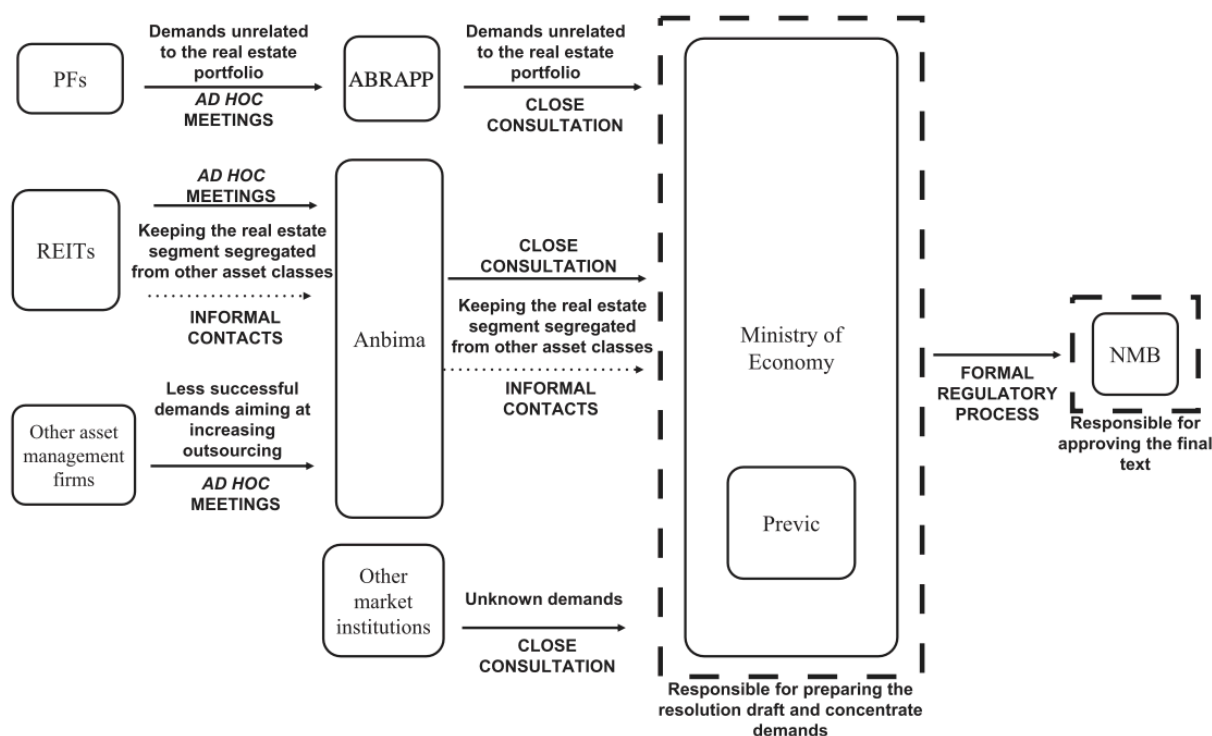 PFs
Demands unrelated
to the real estate
portfolio
AD HOC
MEETINGS
ABRAPP
Demands unrelated
to the real estate
portfolio
CLOSE
CONSULTATION
REITs
AD HOC
MEETINGS
Keeping the real estate
segment segregated
from other asset classes
INFORMAL
CONTACTS
Anbima
CLOSE
CONSULTATION
Keeping the real estate
segment segregated
from other asset classes
INFORMAL
CONTACTS
Other asset
management
firms
Less successful
demands aiming at
increasing
outsourcing
AD HOC
MEETINGS
Other
market
institutions
Unknown demands
CLOSE
CONSULTATION
Ministry of
Economy
Previc
Responsible for preparing the
resolution draft and concentrate
demands
FORMAL
REGULATORY
PROCESS
NMB
Responsible for
approving the final
text